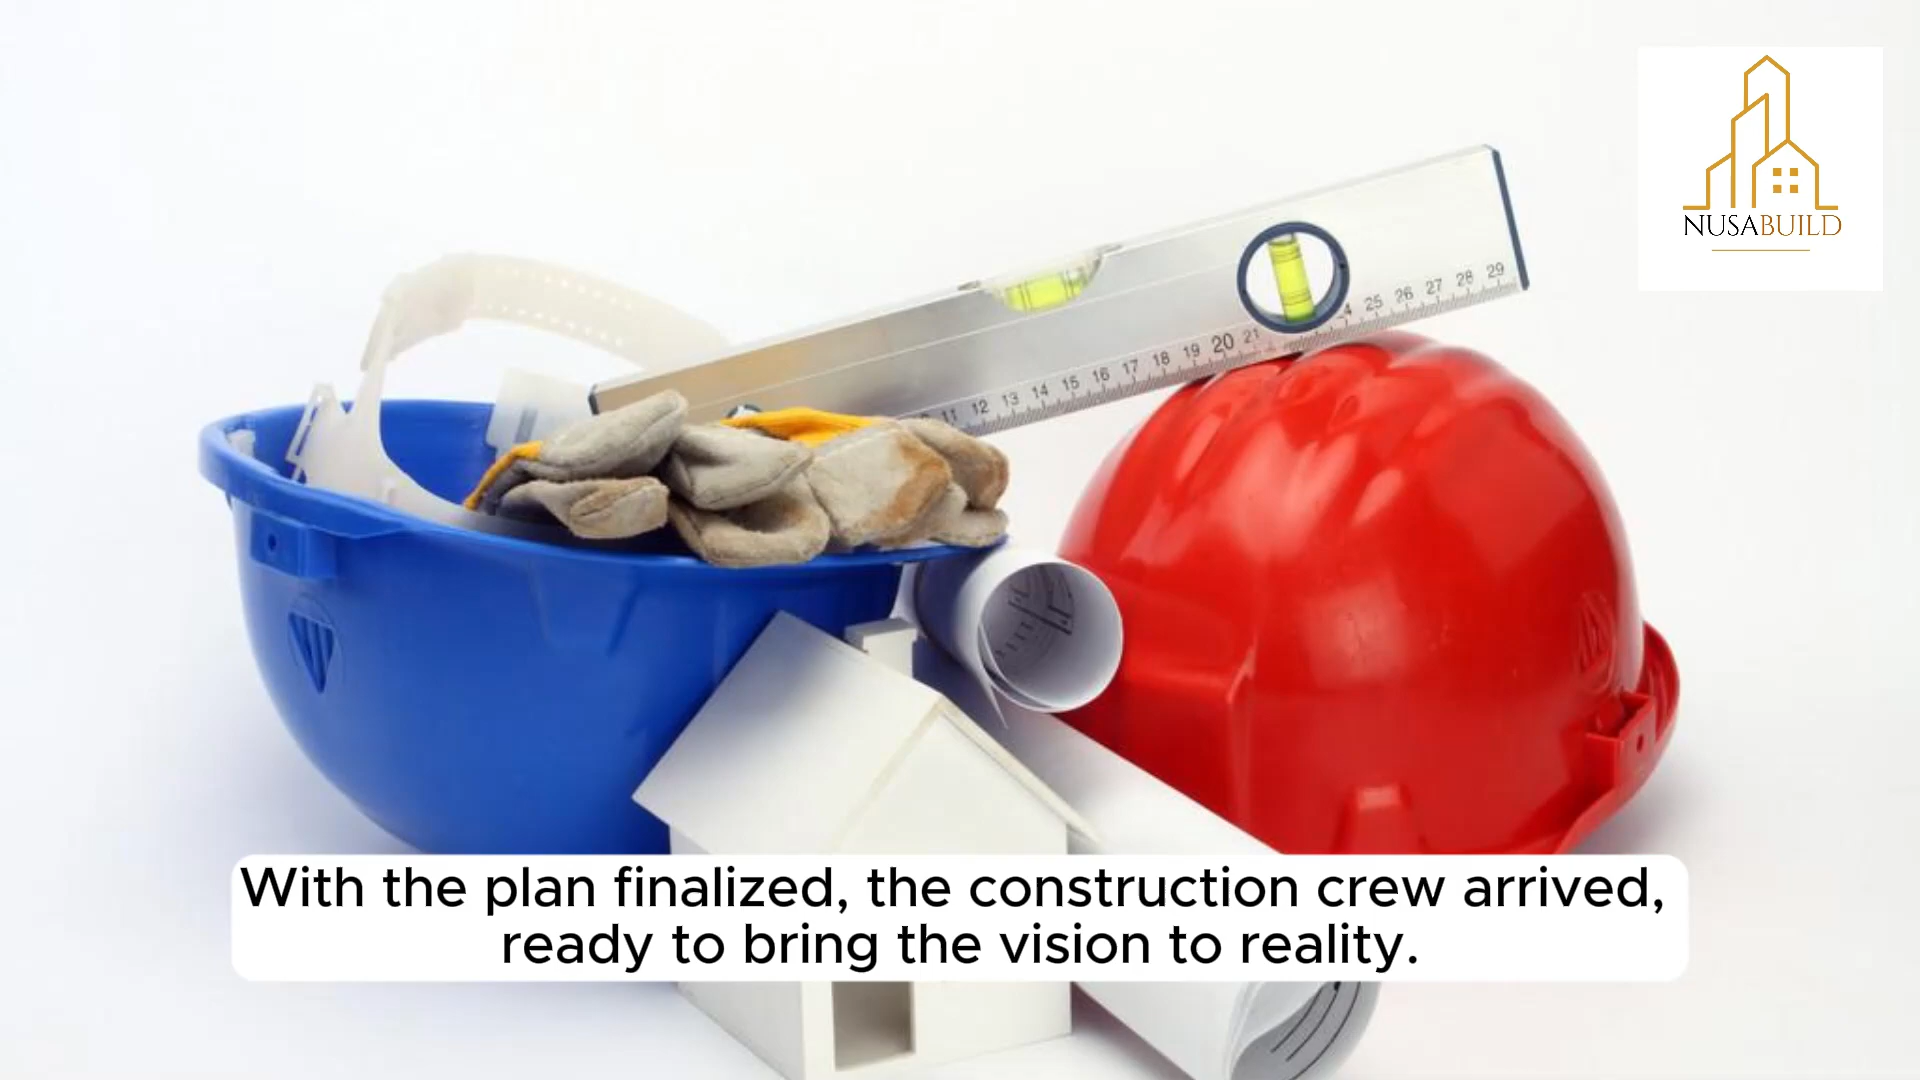 NUSABUILD
11 12 13 14 15 16 17 18 19 20 21 24 25 26 27 28 29
With the plan finalized, the construction crew arrived,
ready to bring the vision to reality.